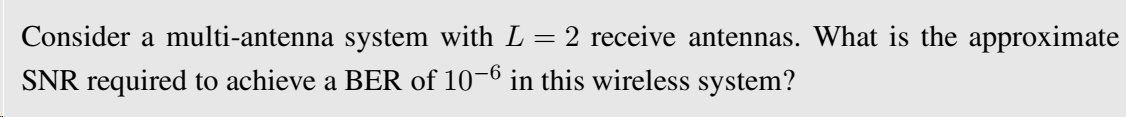 Consider a multi-antenna system with L = 2 receive antennas. What is the approximate
SNR required to achieve a BER of 10⁻⁶ in this wireless system?